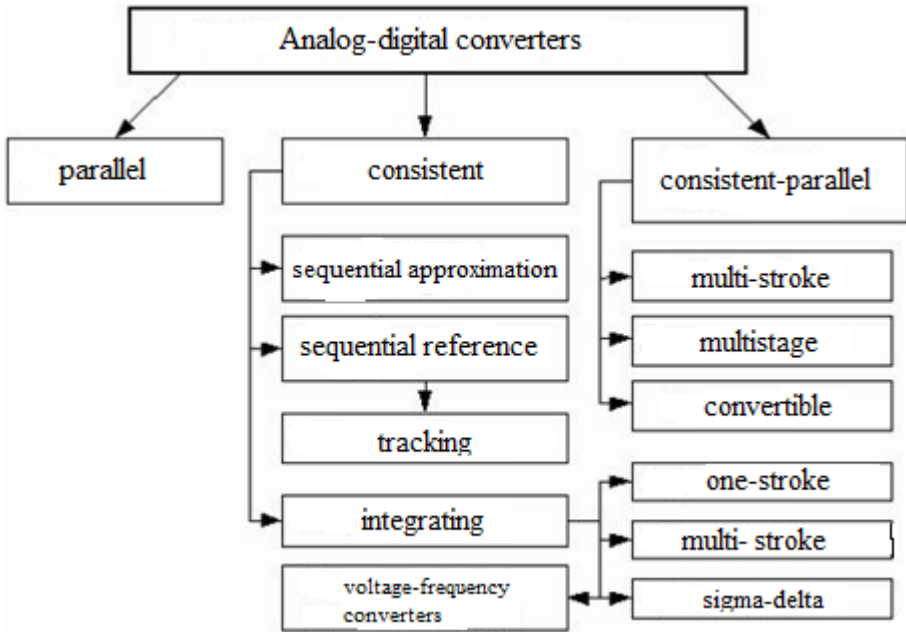 Analog-digital converters
parallel
consistent
consistent-parallel
sequential approximation
sequential reference
tracking
integrating
voltage-frequency
converters
multi-stroke
multistage
convertible
one-stroke
multi- stroke
sigma-delta